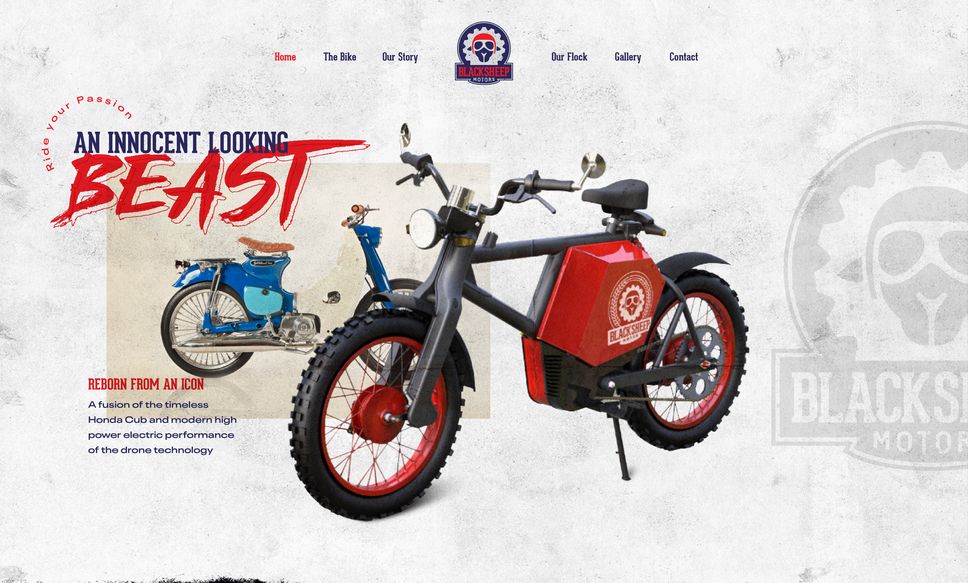 Home
The Bike
Our Story
BLACKSHEEP
MOTORS
Our Flock
Gallery
Contact
Ride your Passion
AN INNOCENT LOOKING
BEAST
BLACKSHEEP
MOTORS
REBORN FROM AN ICON
A fusion of the timeless
Honda Cub and modern high
power electric performance
of the drone technology
BLACKSH
MOTOR